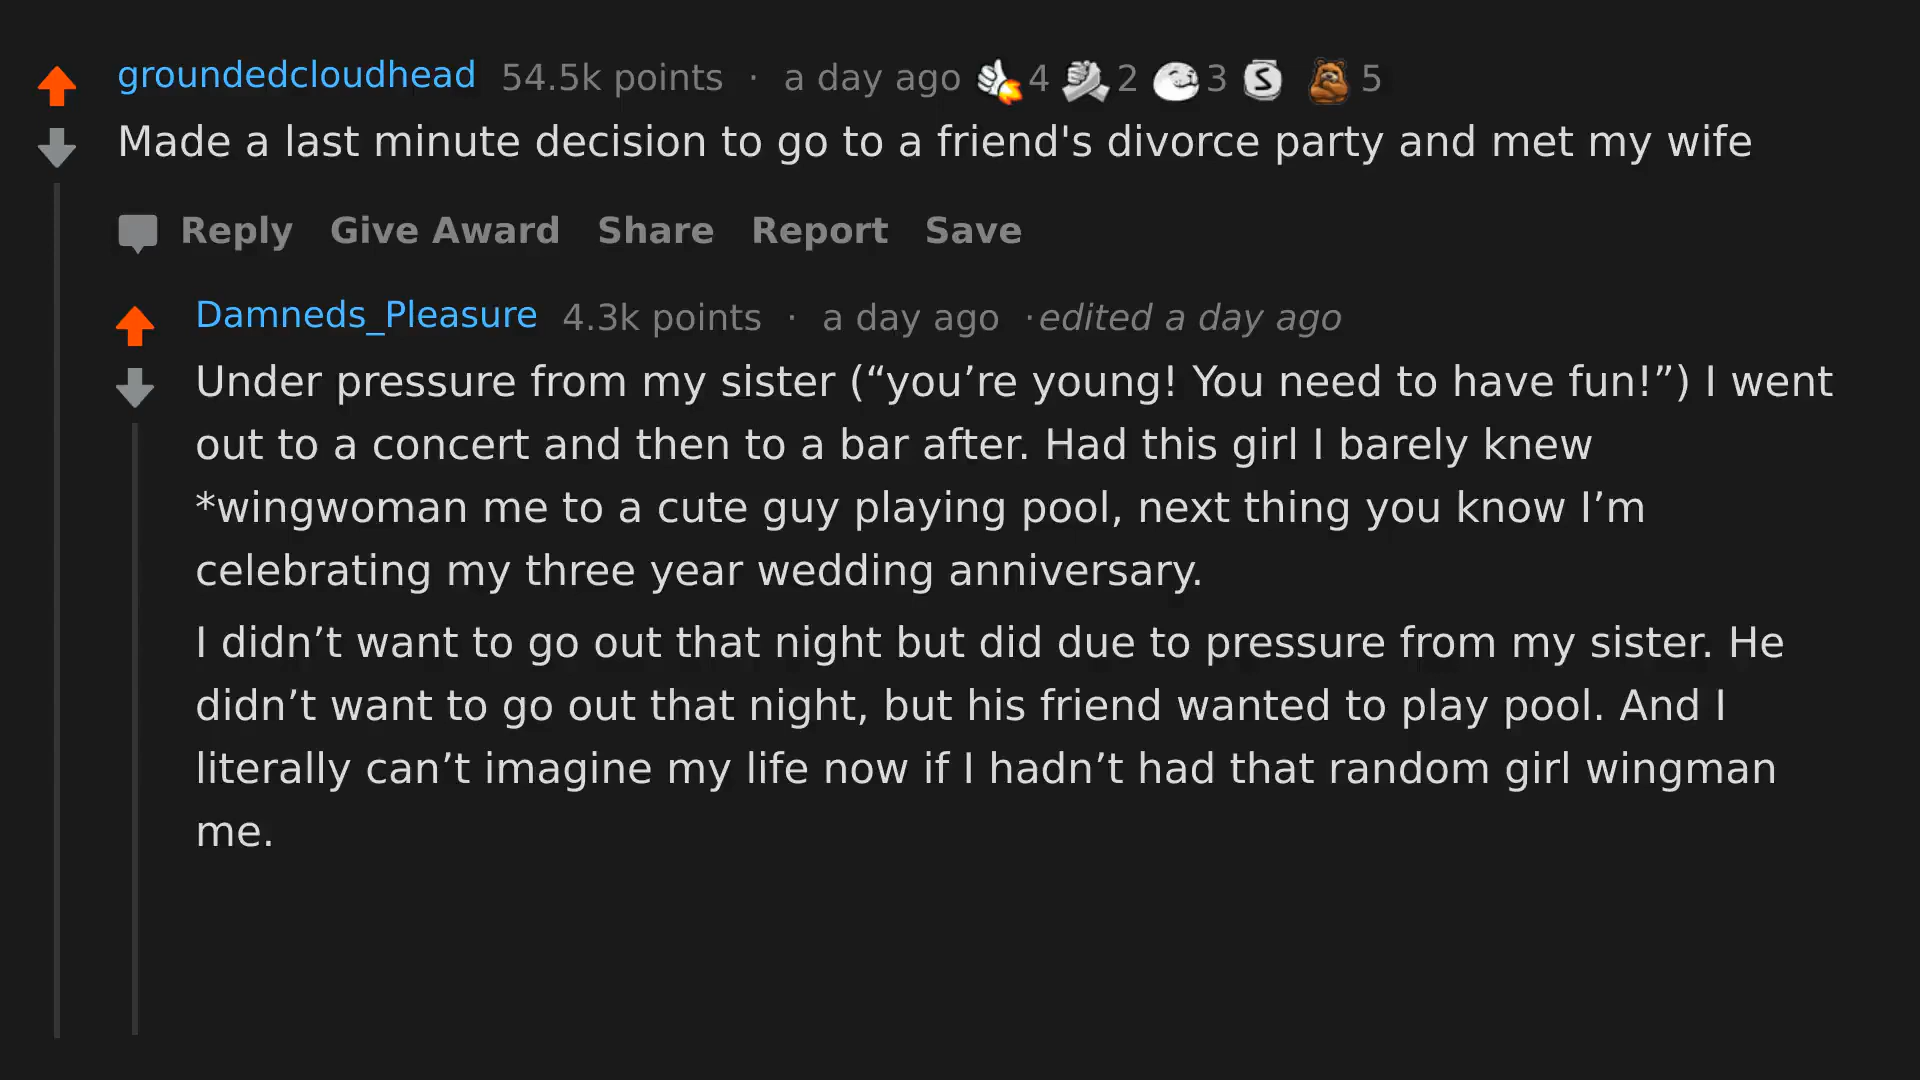 groundedcloudhead 54.5k points · a day ago 4 2 3 S 5
Made a last minute decision to go to a friend's divorce party and met my wife
Reply Give Award Share Report Save
Damneds_Pleasure 4.3k points · a day ago ·edited a day ago
Under pressure from my sister (“you’re young! You need to have fun!”) I went
out to a concert and then to a bar after. Had this girl I barely knew
*wingwoman me to a cute guy playing pool, next thing you know I’m
celebrating my three year wedding anniversary.
I didn’t want to go out that night but did due to pressure from my sister. He
didn’t want to go out that night, but his friend wanted to play pool. And I
literally can’t imagine my life now if I hadn’t had that random girl wingman
me.